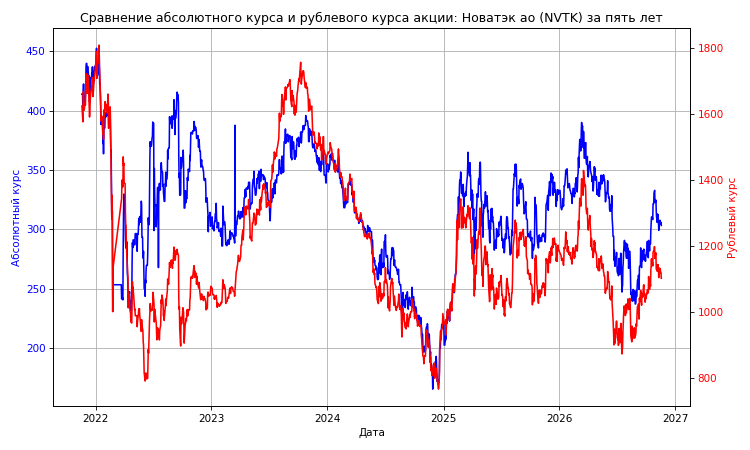 Сравнение абсолютного курса и рублевого курса акции: Новатэк ао (NVTK) за пять лет
Абсолютный курс
450
400
350
300
250
200
1800
1600
1400
1200
1000
800
Рублевый курс
2022 2023 2024 2025 2026 2027
Дата